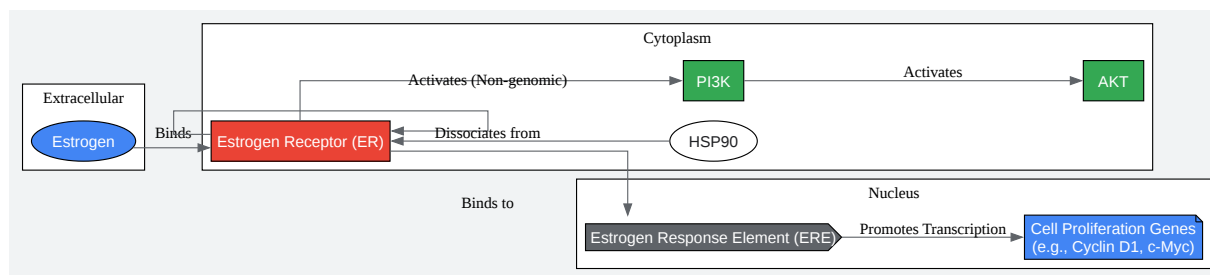 Cytoplasm
Extracellular
Estrogen
Binds
Estrogen Receptor (ER)
Activates (Non-genomic)
PI3K
Activates
AKT
Dissociates from
HSP90
Binds to
Nucleus
Estrogen Response Element (ERE)
Promotes Transcription
Cell Proliferation Genes
(e.g., Cyclin D1, c-Myc)